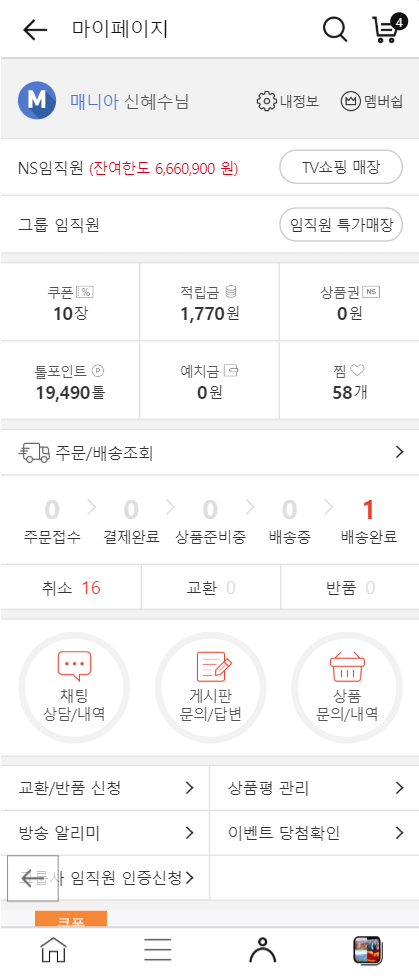 마이페이지
4
M 매니아 신혜수님 내정보 멤버쉽
NS임직원 (잔여한도 6,660,900 원) TV쇼핑 매장
그룹 임직원 임직원 특가매장
쿠폰 % 적립금 상품권 NS
10장 1,770원 0원
톨포인트 P 예치금 찜
19,490톨 0원 58개
주문/배송조회
0 0 0 0 1
주문접수 결제완료 상품준비중 배송중 배송완료
취소 16 교환 0 반품 0
채팅 게시판 상품
상담/내역 문의/답변 문의/내역
교환/반품 신청 상품평 관리
방송 알리미 이벤트 당첨확인
그룹사 임직원 인증신청
쿠폰